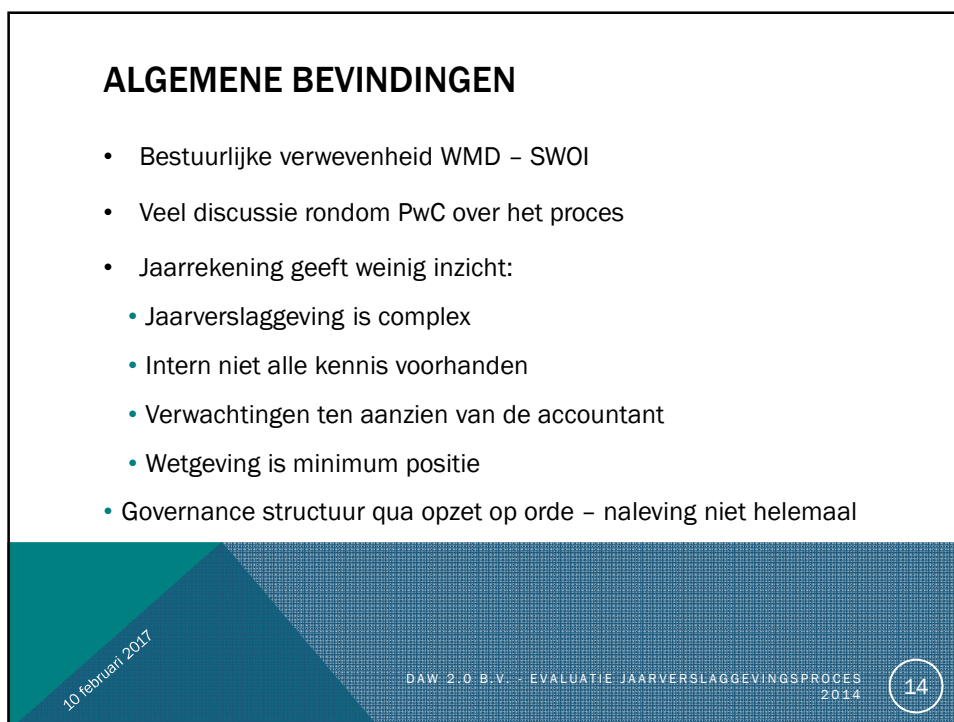 ALGEMENE BEVINDINGEN
• Bestuurlijke verwevenheid WMD – SWOI
• Veel discussie rondom PwC over het proces
• Jaarrekening geeft weinig inzicht:
• Jaarverslaggeving is complex
• Intern niet alle kennis voorhanden
• Verwachtingen ten aanzien van de accountant
• Wetgeving is minimum positie
• Governance structuur qua opzet op orde – naleving niet helemaal
10 februari 2017
DAW 2.0 B.V. - EVALUATIE JAARVERSLAGGEVINGSPROCES
2014
14